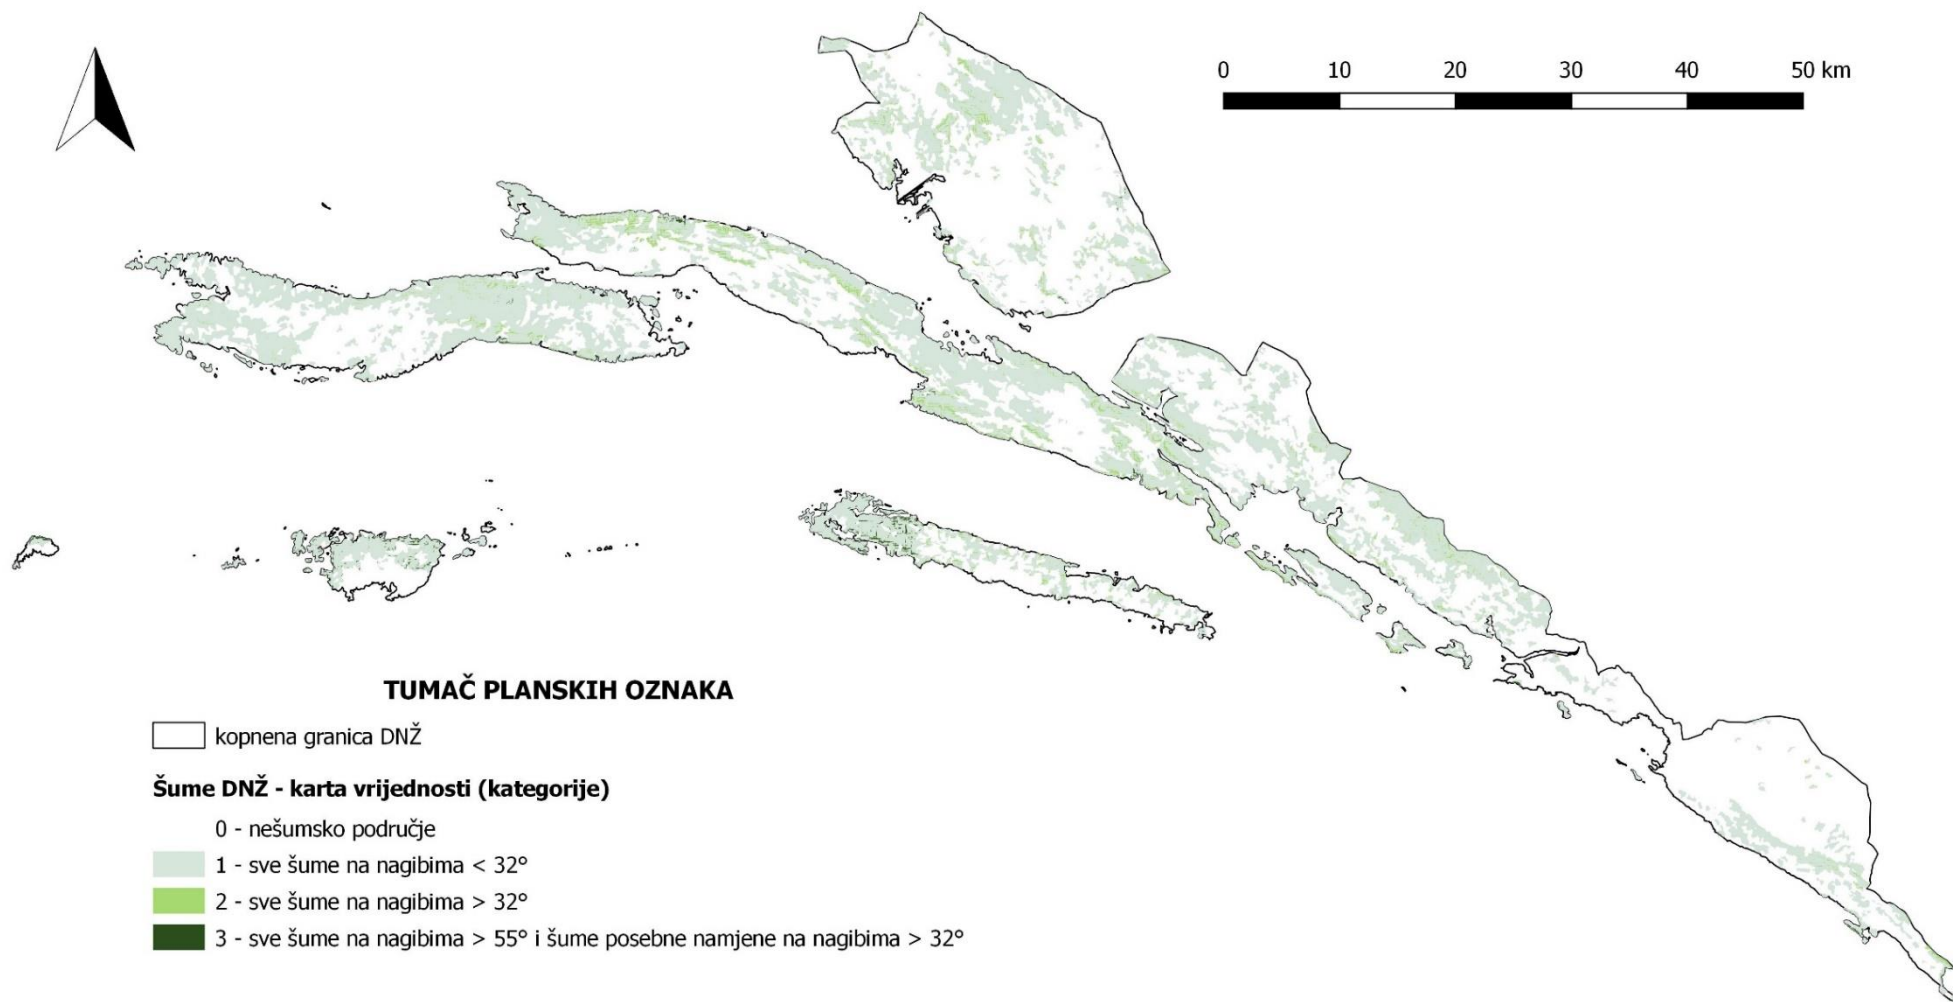 0 10 20 30 40 50 km
TUMAČ PLANSKIH OZNAKA
kopnena granica DNŽ
Šume DNŽ - karta vrijednosti (kategorije)
0 - nešumsko područje
1 - sve šume na nagibima < 32°
2 - sve šume na nagibima > 32°
3 - sve šume na nagibima > 55° i šume posebne namjene na nagibima > 32°